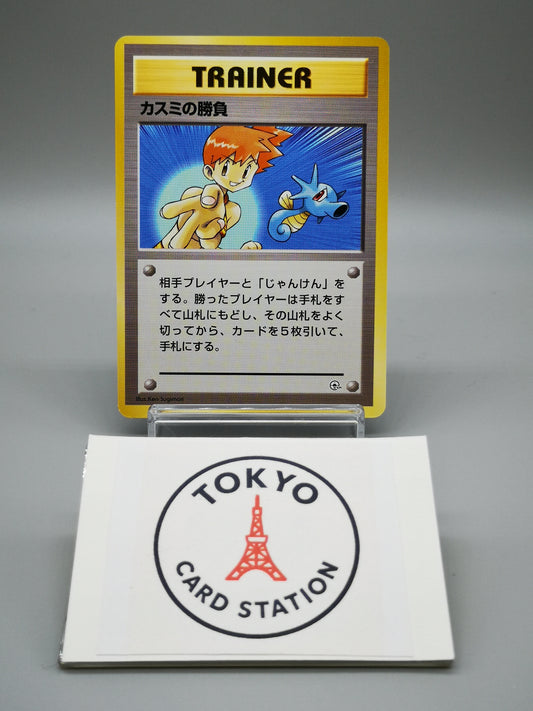 TRAINER
カスミの勝負
相手プレイヤーと「じゃんけん」を
する。勝ったプレイヤーは手札をす
べて山札にもどし、その山札をよく
切ってから、カードを5枚引いて、
手札にする。
Illus. Ken Sugimori
TOKYO
CARD STATION